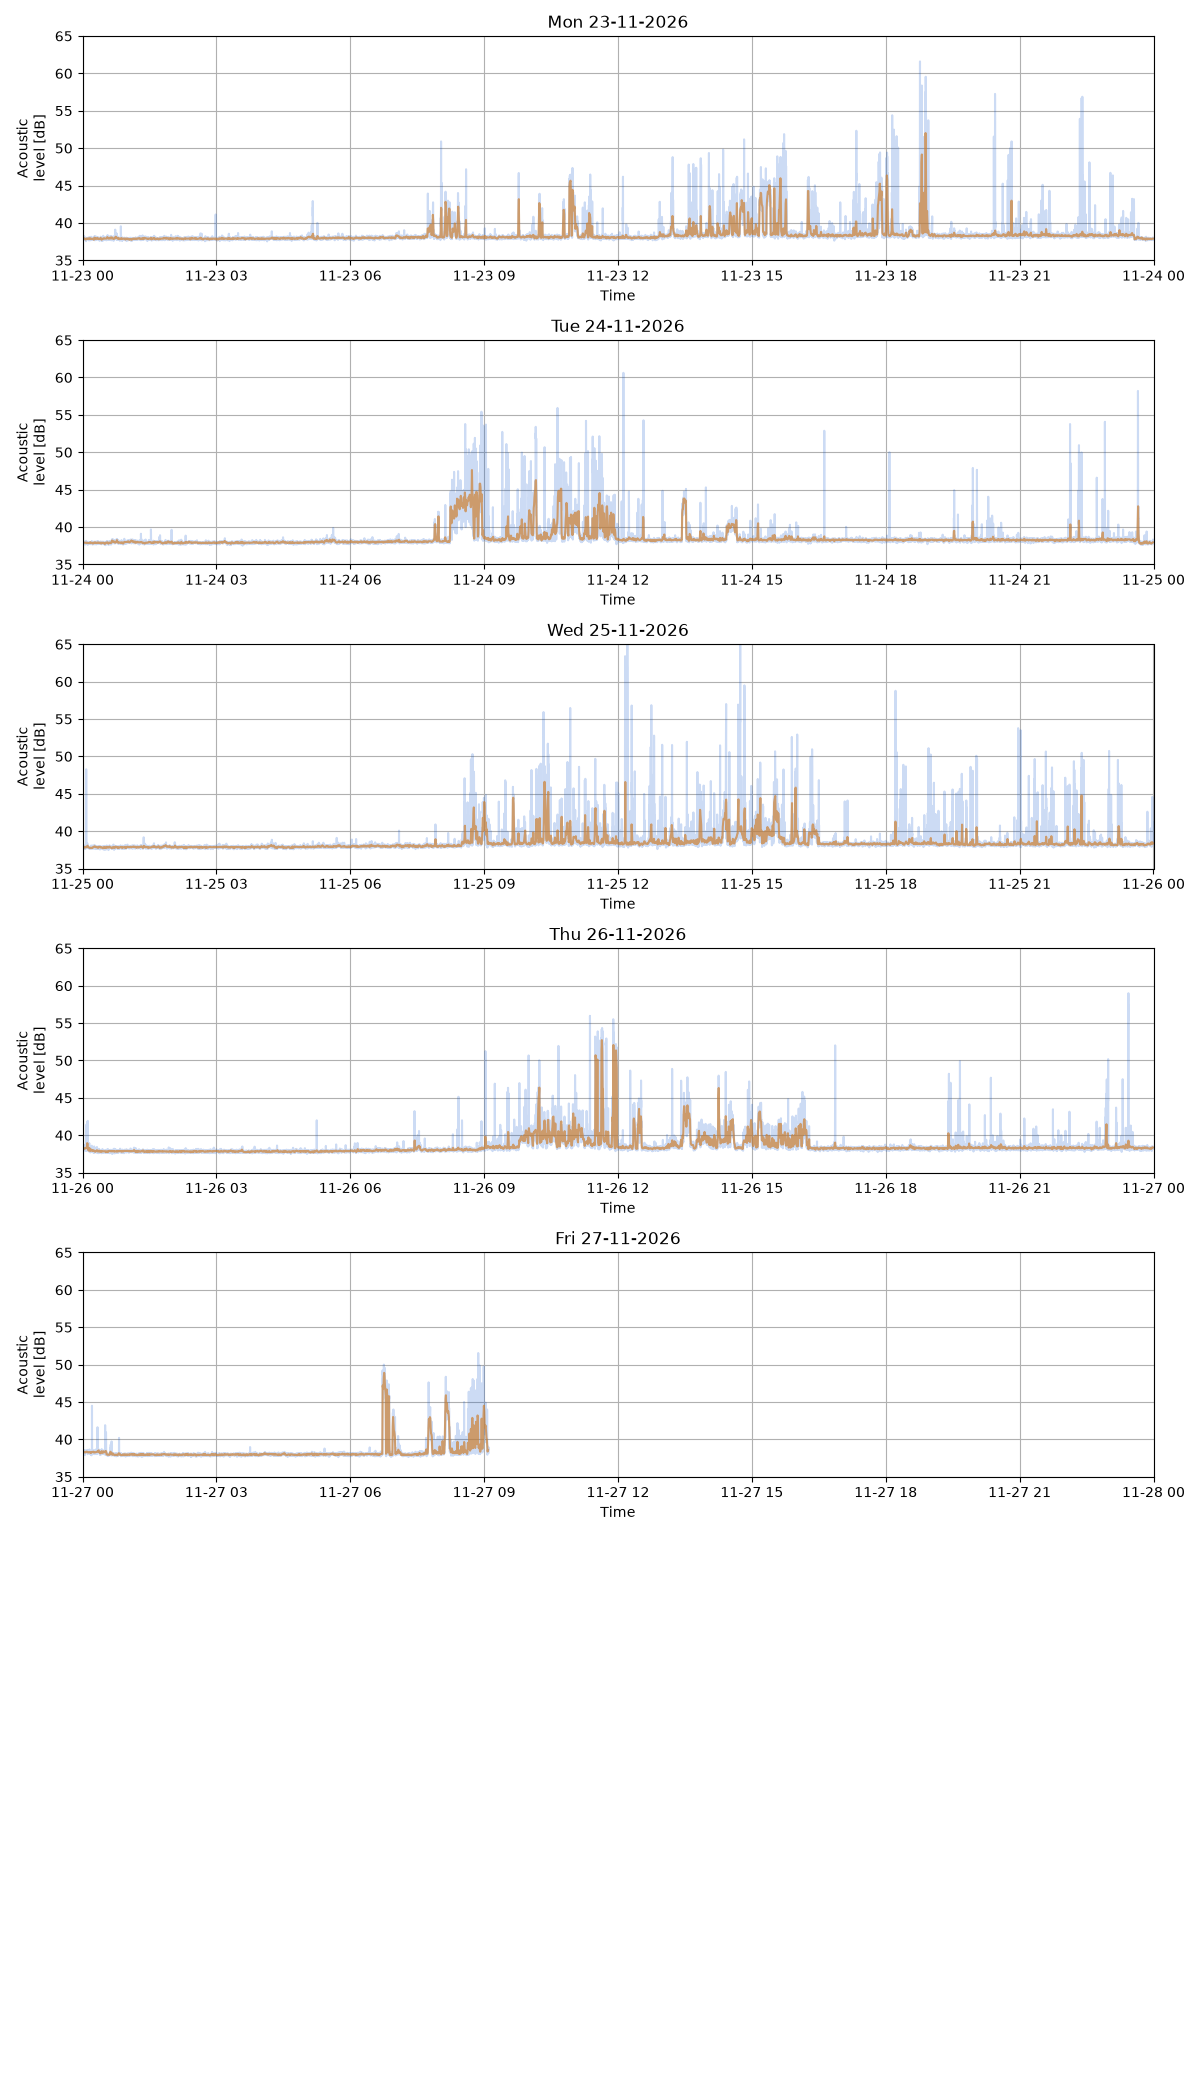 Mon 23-11-2026
65
60
55
50
45
40
35
Acoustic
level [dB]
11-23 00 11-23 03 11-23 06 11-23 09 11-23 12 11-23 15 11-23 18 11-23 21 11-24 00
Time
Tue 24-11-2026
65
60
55
50
45
40
35
Acoustic
level [dB]
11-24 00 11-24 03 11-24 06 11-24 09 11-24 12 11-24 15 11-24 18 11-24 21 11-25 00
Time
Wed 25-11-2026
65
60
55
50
45
40
35
Acoustic
level [dB]
11-25 00 11-25 03 11-25 06 11-25 09 11-25 12 11-25 15 11-25 18 11-25 21 11-26 00
Time
Thu 26-11-2026
65
60
55
50
45
40
35
Acoustic
level [dB]
11-26 00 11-26 03 11-26 06 11-26 09 11-26 12 11-26 15 11-26 18 11-26 21 11-27 00
Time
Fri 27-11-2026
65
60
55
50
45
40
35
Acoustic
level [dB]
11-27 00 11-27 03 11-27 06 11-27 09 11-27 12 11-27 15 11-27 18 11-27 21 11-28 00
Time